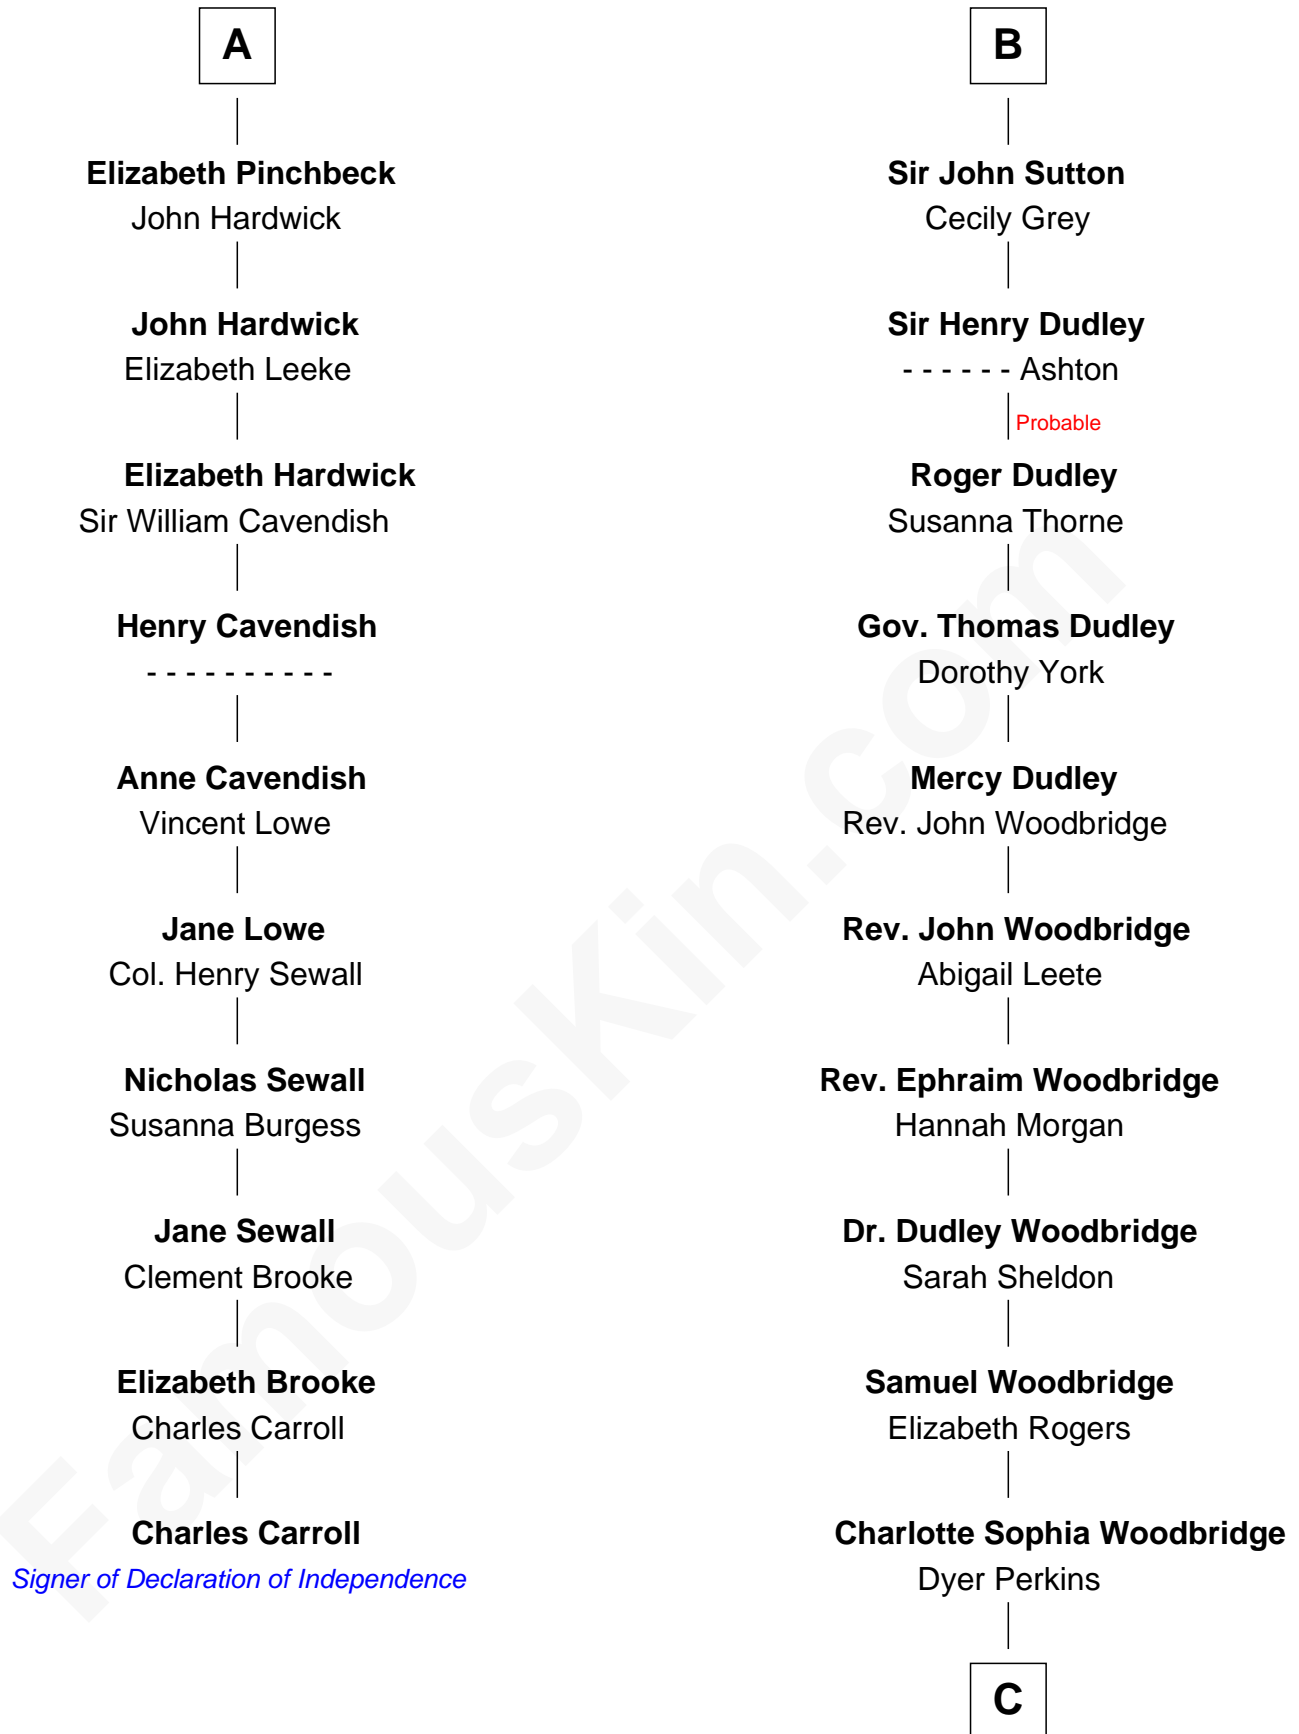 A
Elizabeth Pinchbeck
John Hardwick
John Hardwick
Elizabeth Leeke
Elizabeth Hardwick
Sir William Cavendish
Henry Cavendish
- - - - - - - - - -
Anne Cavendish
Vincent Lowe
Jane Lowe
Col. Henry Sewall
Nicholas Sewall
Susanna Burgess
Jane Sewall
Clement Brooke
Elizabeth Brooke
Charles Carroll
Charles Carroll
Signer of Declaration of Independence
B
Sir John Sutton
Cecily Grey
Sir Henry Dudley
- - - - - - Ashton
Probable
Roger Dudley
Susanna Thorne
Gov. Thomas Dudley
Dorothy York
Mercy Dudley
Rev. John Woodbridge
Rev. John Woodbridge
Abigail Leete
Rev. Ephraim Woodbridge
Hannah Morgan
Dr. Dudley Woodbridge
Sarah Sheldon
Samuel Woodbridge
Elizabeth Rogers
Charlotte Sophia Woodbridge
Dyer Perkins
C
FamousKin.com